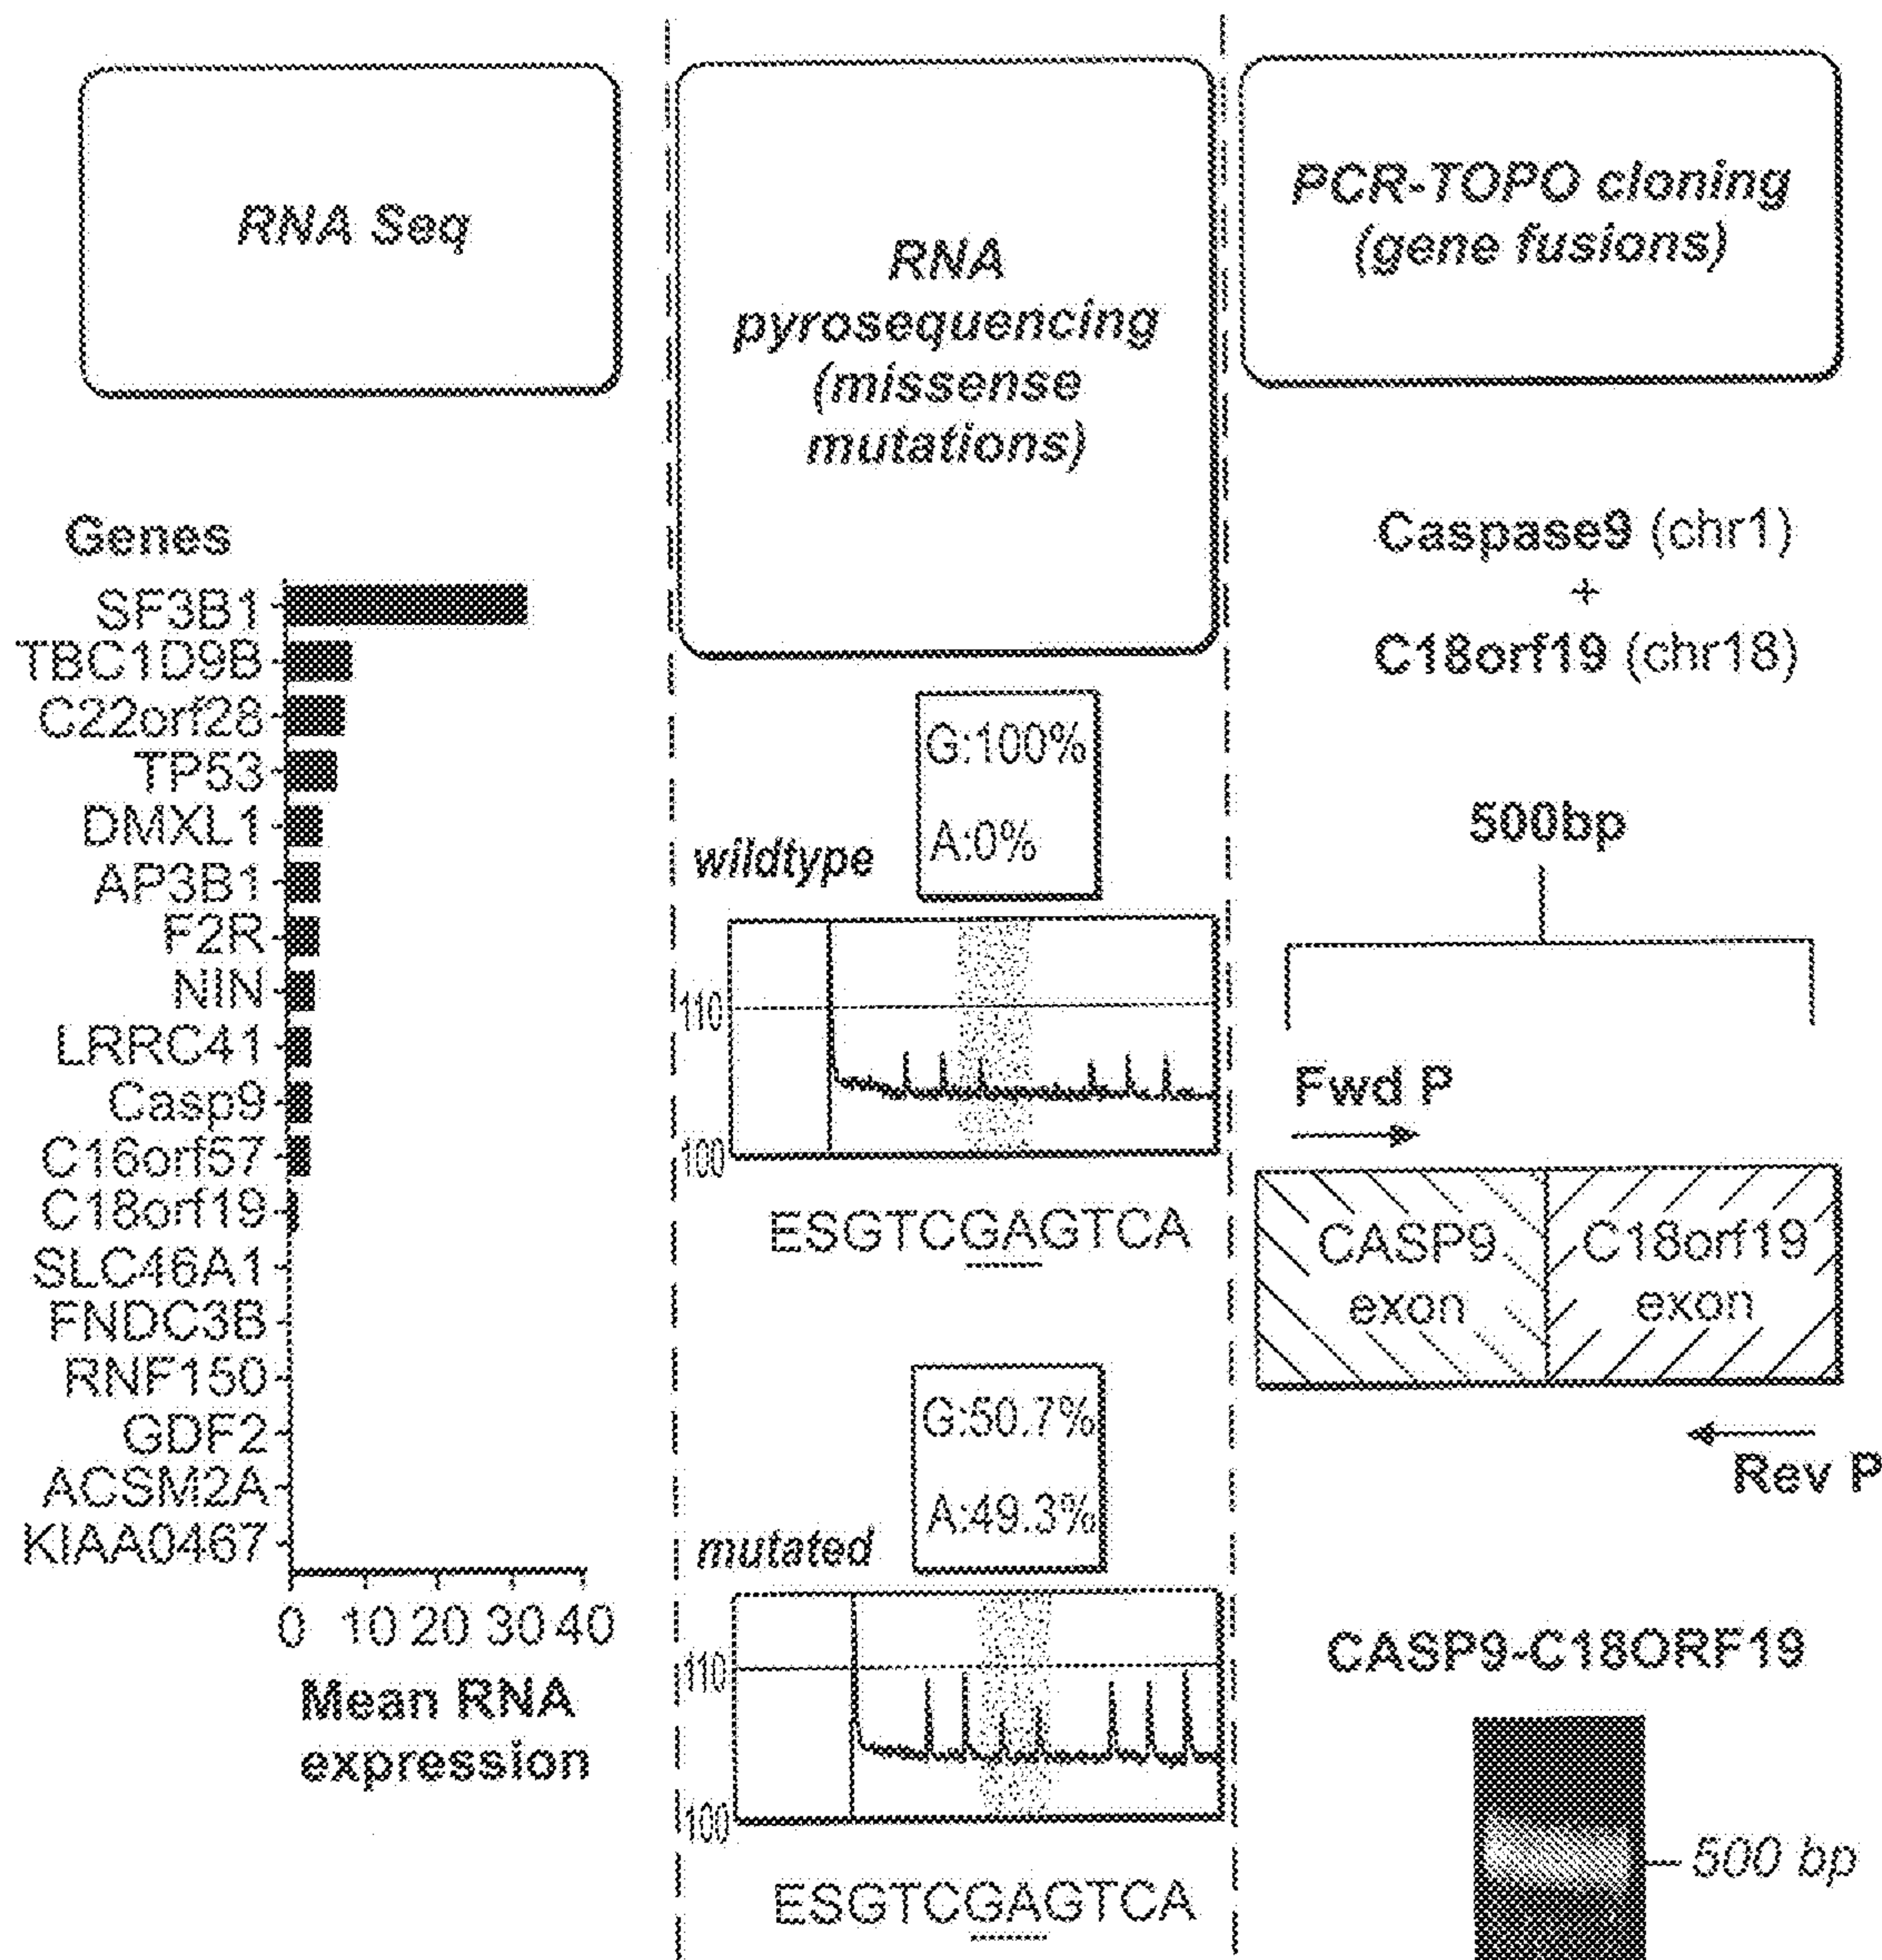 RNA Seq
Genes
SF3B1
TBC1D9B
C22orf28
TP53
DMXL1
AP3B1
F2R
NIN
LRRC41
Casp9
C16orf57
C18orf19
SLC46A1
FNDC3B
RNF150
GDF2
ACSM2A
KIAA0467
0 10 20 30 40
Mean RNA
expression
RNA
pyrosequencing
(missense
mutations)
G:100%
A:0%
wildtype
110
100
ESGTCGAGTCA
G:50.7%
A:49.3%
mutated
110
100
ESGTCGAGTCA
PCR-TOPO cloning
(gene fusions)
Caspase9 (chr1)
+
C18orf19 (chr18)
500bp
Fwd P
CASP9 C18orf19
exon exon
Rev P
CASP9-C18ORF19
500 bp